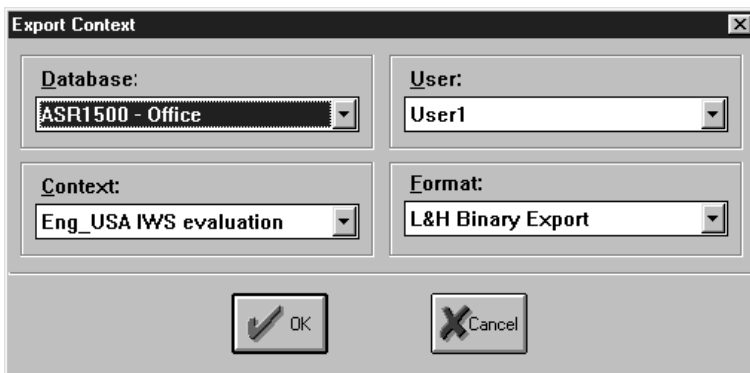 Export Context
Database:
ASR1500 - Office
User:
User1
Context:
Eng_USA IWS evaluation
Format:
L&H Binary Export
OK
Cancel